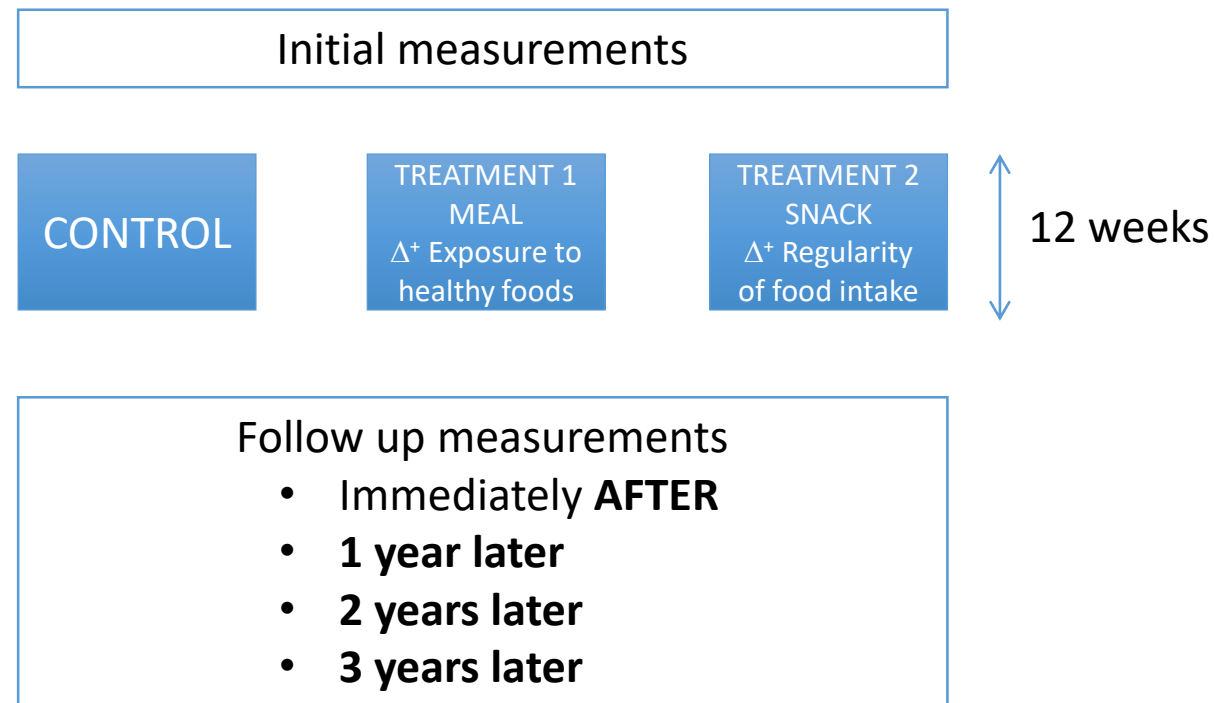 Initial measurements
CONTROL
TREATMENT 1
MEAL
Δ⁺ Exposure to
healthy foods
TREATMENT 2
SNACK
Δ⁺ Regularity
of food intake
12 weeks
Follow up measurements
• Immediately AFTER
• 1 year later
• 2 years later
• 3 years later